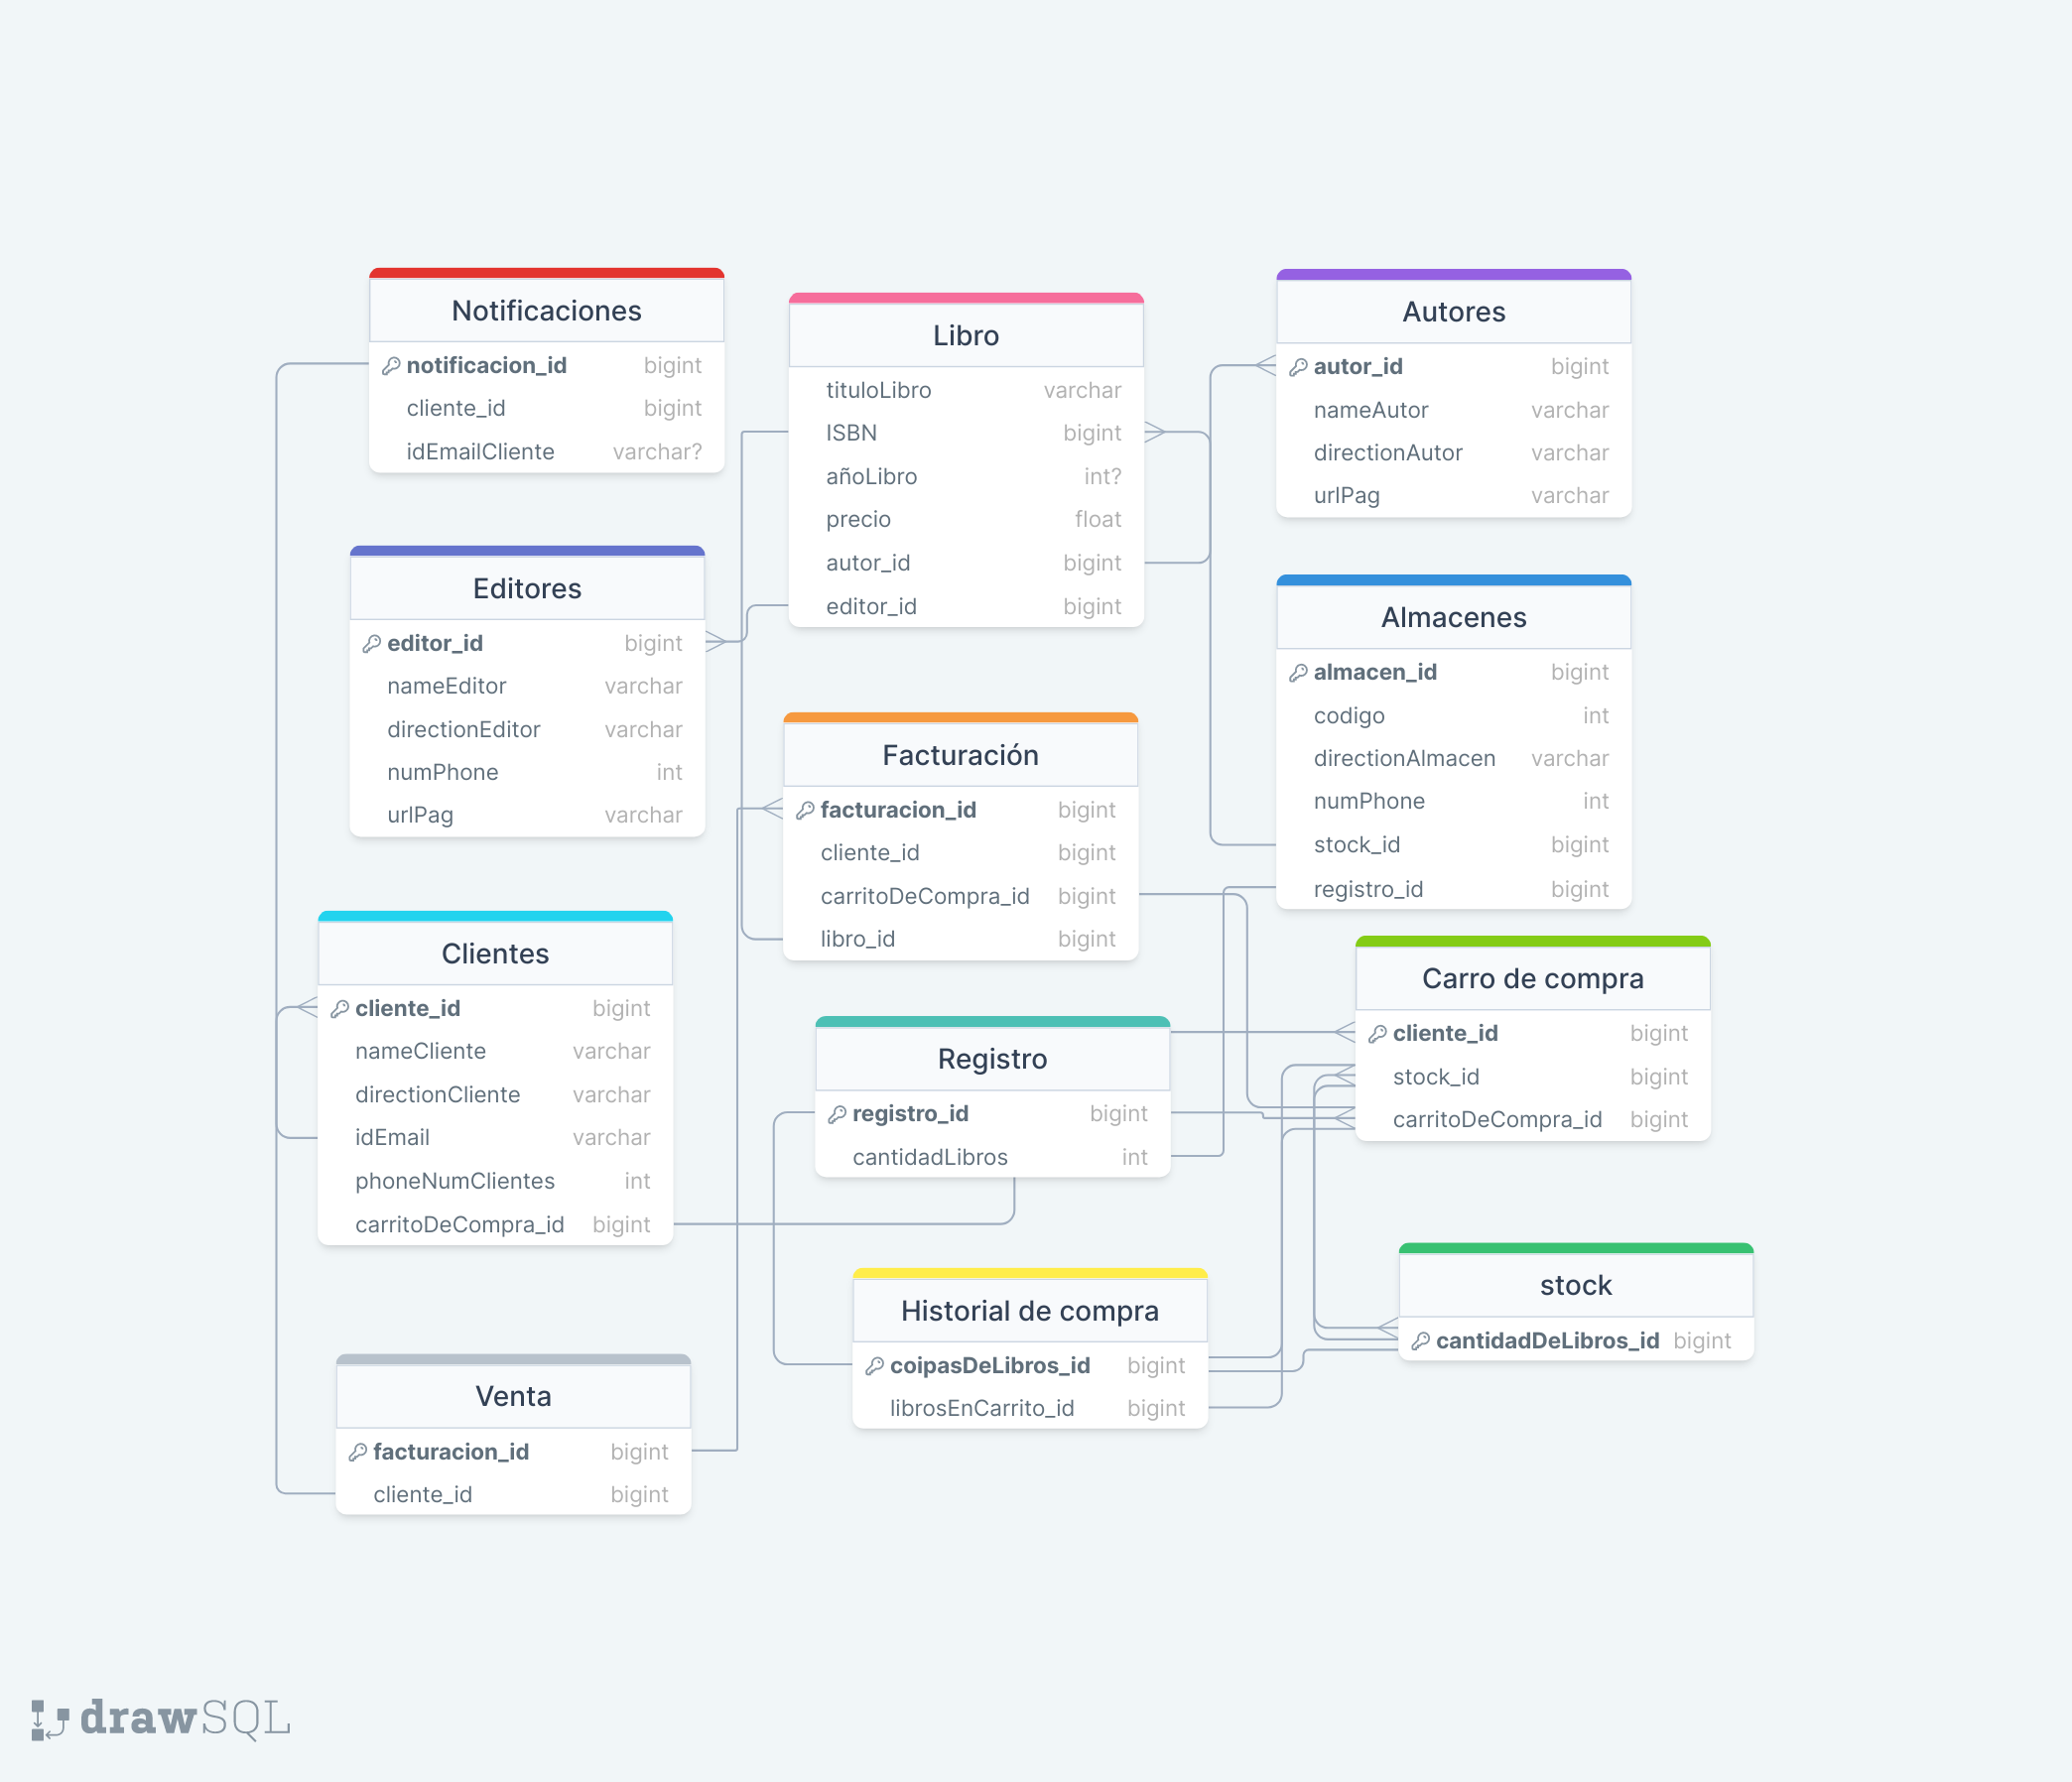 Notificaciones
notificacion_id bigint
cliente_id bigint
idEmailCliente varchar?
Libro
tituloLibro varchar
ISBN bigint
añoLibro int?
precio float
autor_id bigint
editor_id bigint
Autores
autor_id bigint
nameAutor varchar
directionAutor varchar
urlPag varchar
Editores
editor_id bigint
nameEditor varchar
directionEditor varchar
numPhone int
urlPag varchar
Almacenes
almacen_id bigint
codigo int
directionAlmacen varchar
numPhone int
stock_id bigint
registro_id bigint
Facturación
facturacion_id bigint
cliente_id bigint
carritoDeCompra_id bigint
libro_id bigint
Clientes
cliente_id bigint
nameCliente varchar
directionCliente varchar
idEmail varchar
phoneNumClientes int
carritoDeCompra_id bigint
Carro de compra
cliente_id bigint
stock_id bigint
carritoDeCompra_id bigint
Registro
registro_id bigint
cantidadLibros int
Historial de compra
coipasDeLibros_id bigint
librosEnCarrito_id bigint
stock
cantidadDeLibros_id bigint
Venta
facturacion_id bigint
cliente_id bigint
drawSQL